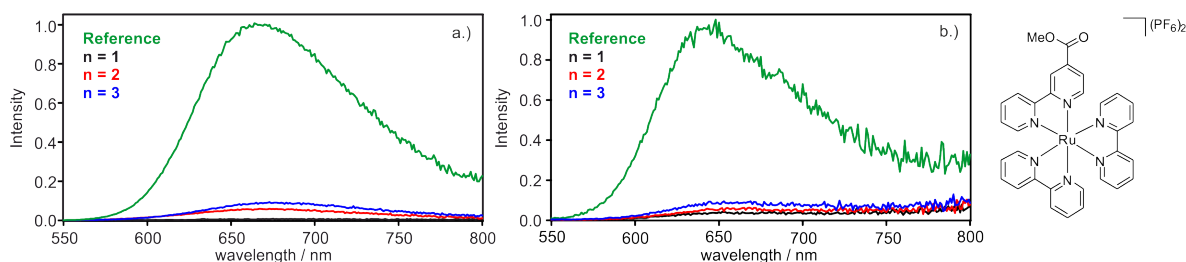 Intensity
1.0
0.8
0.6
0.4
0.2
0.0
Reference
n = 1
n = 2
n = 3
a.)
550
600
650
700
750
800
wavelength / nm
Intensity
1.0
0.8
0.6
0.4
0.2
0.0
Reference
n = 1
n = 2
n = 3
b.)
550
600
650
700
750
800
wavelength / nm
(PF6)2
MeO
O
N
N
N
Ru
N
N
N